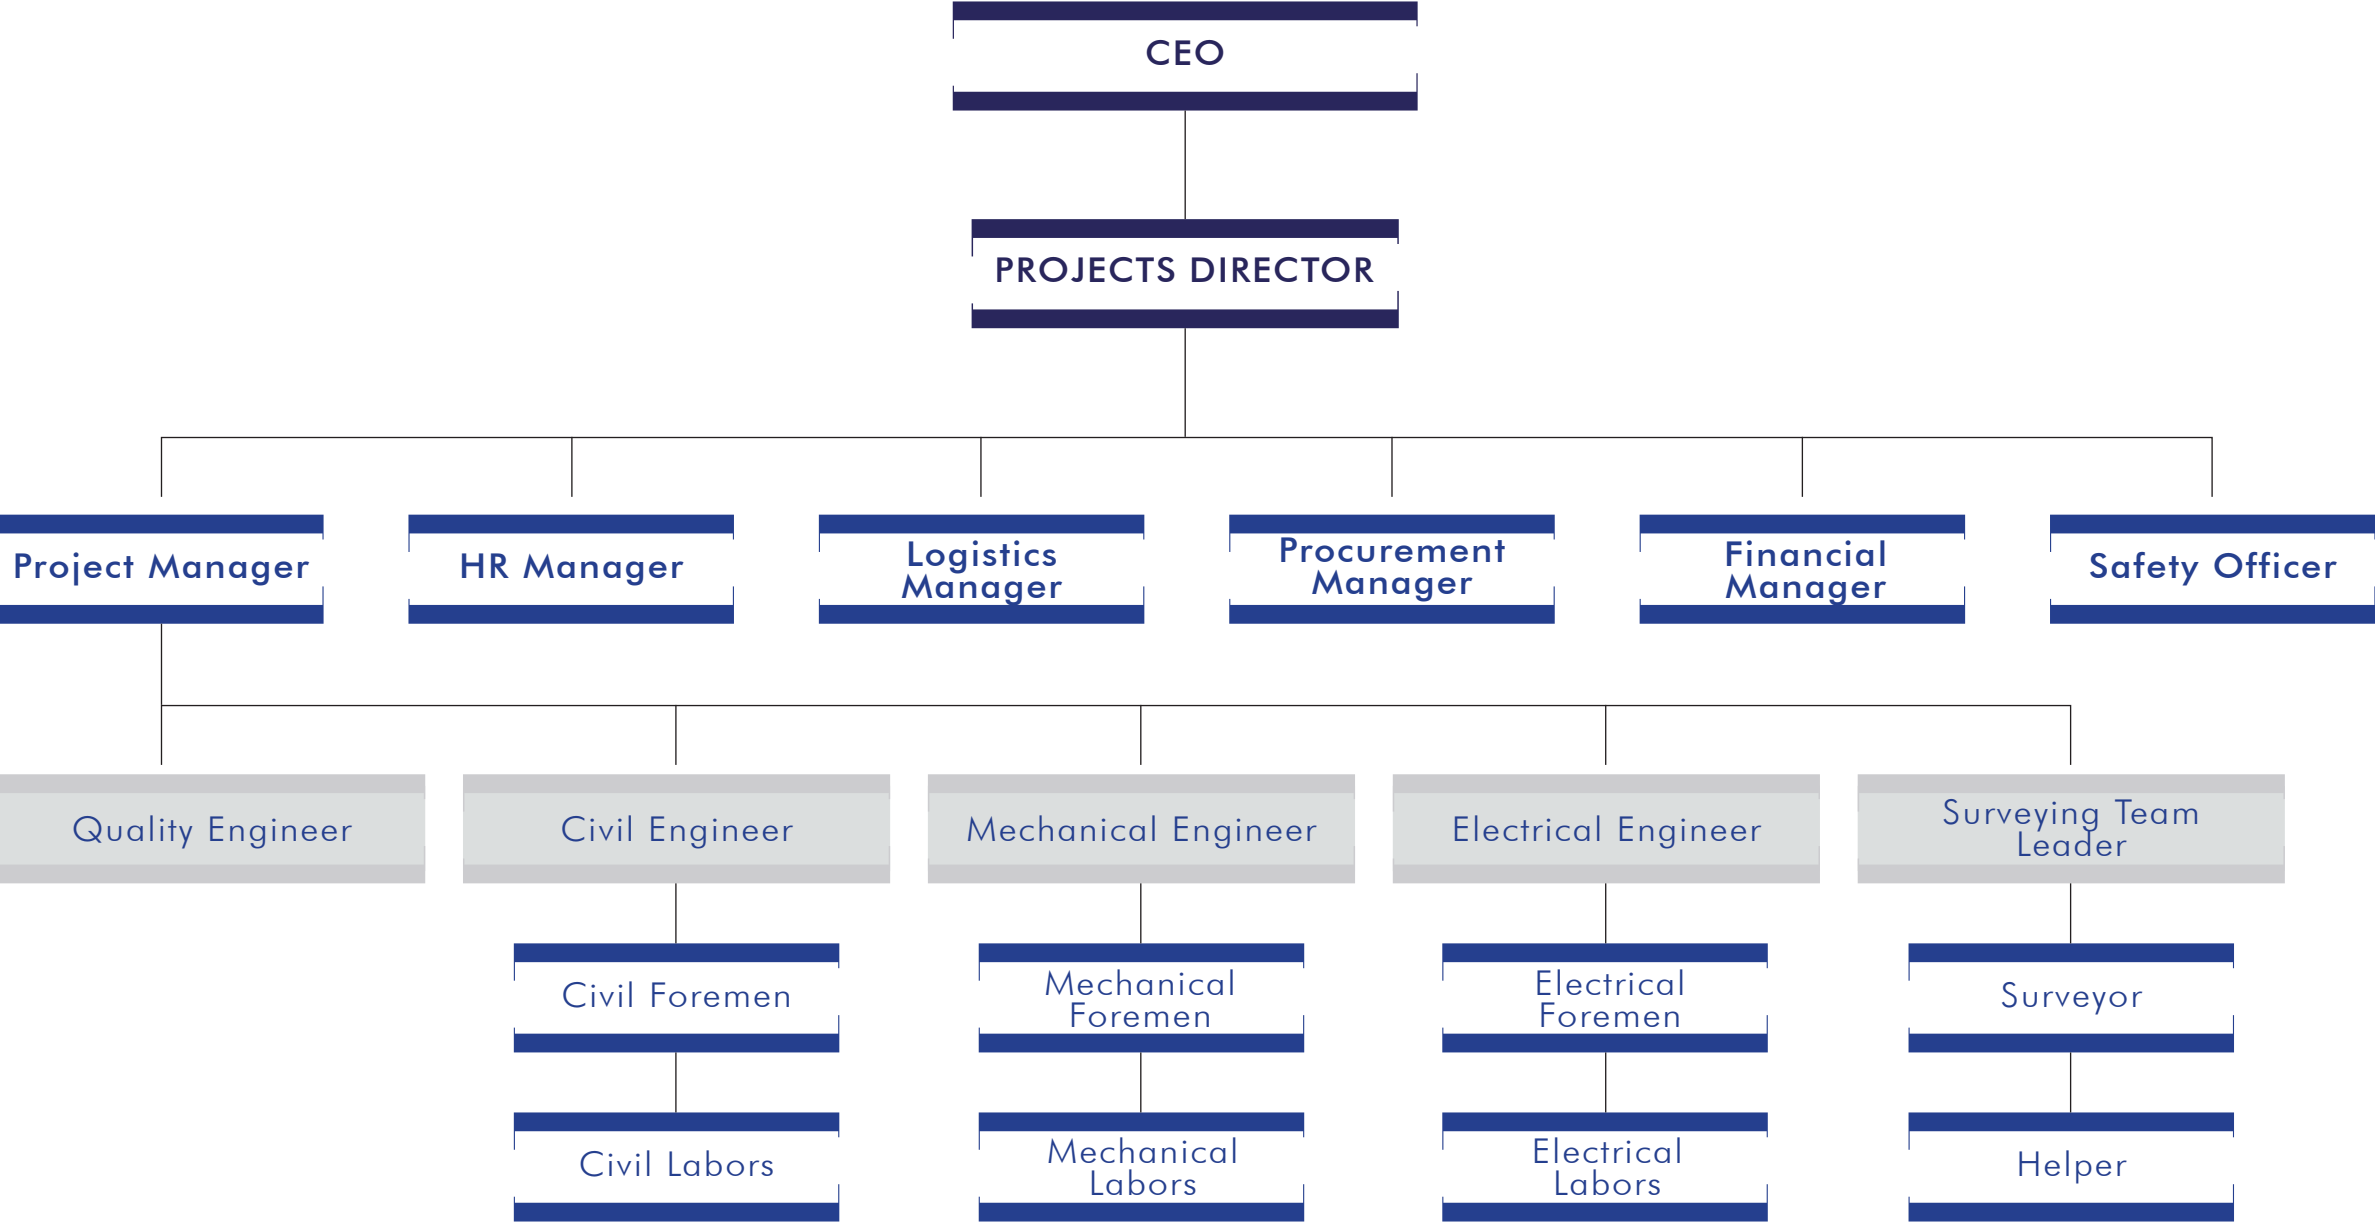 CEO
PROJECTS DIRECTOR
Project Manager
HR Manager
Logistics
Manager
Procurement
Manager
Financial
Manager
Safety Officer
Quality Engineer
Civil Engineer
Mechanical Engineer
Electrical Engineer
Surveying Team
Leader
Civil Foremen
Mechanical
Foremen
Electrical
Foremen
Surveyor
Civil Labors
Mechanical
Labors
Electrical
Labors
Helper